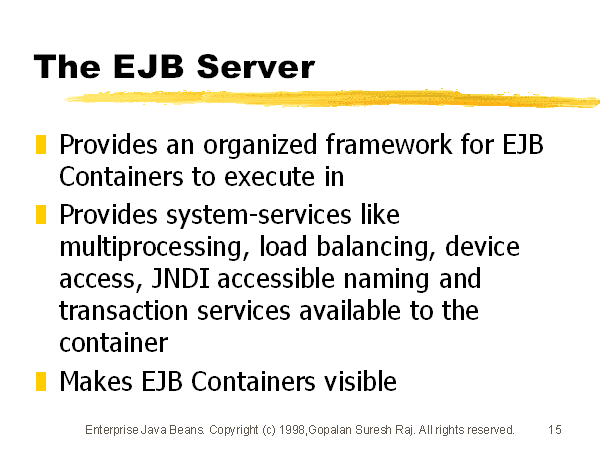 The EJB Server
Provides an organized framework for EJB
Containers to execute in
Provides system-services like
multiprocessing, load balancing, device
access, JNDI accessible naming and
transaction services available to the
container
Makes EJB Containers visible
Enterprise Java Beans. Copyright (c) 1998,Gopalan Suresh Raj. All rights reserved. 15